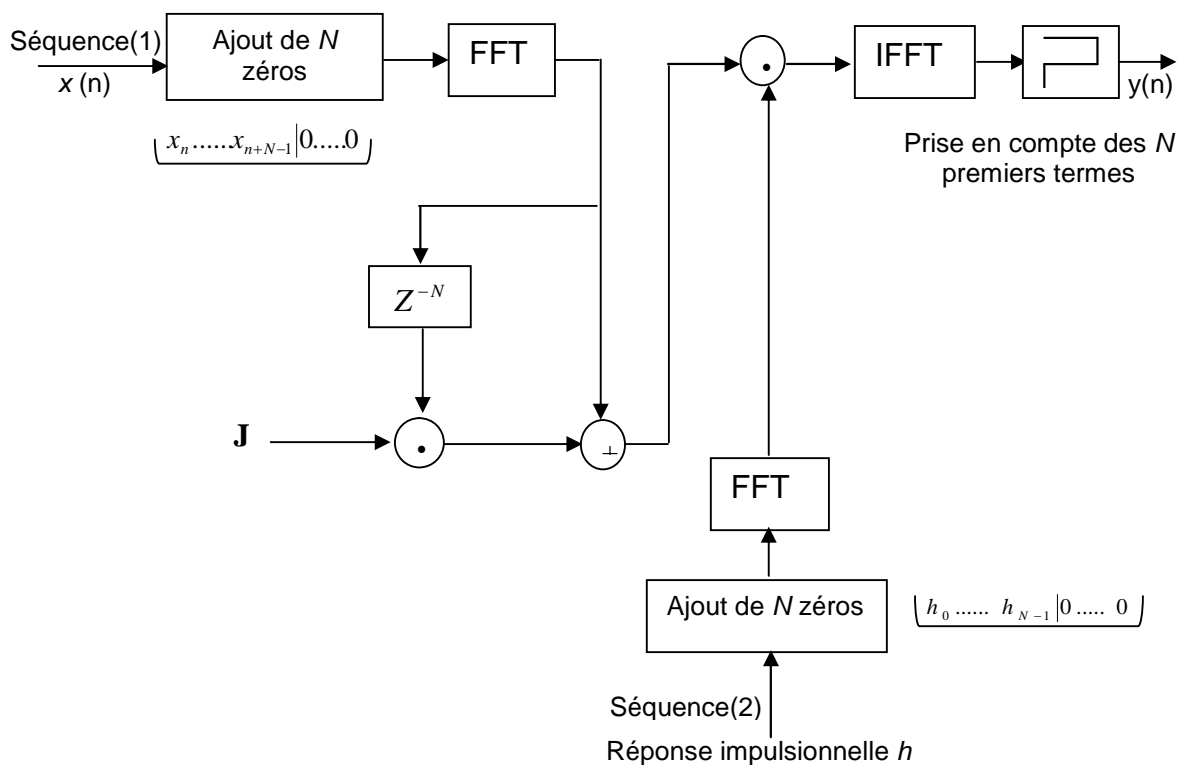 Séquence(1)
x (n)
Ajout de N
zéros
FFT
IFFT
y(n)
x_n......x_{n+N-1}|0.....0
Prise en compte des N
premiers termes
Z^{-N}
J
+
FFT
Ajout de N zéros
h_0 ...... h_{N-1}|0 ..... 0
Séquence(2)
Réponse impulsionnelle h